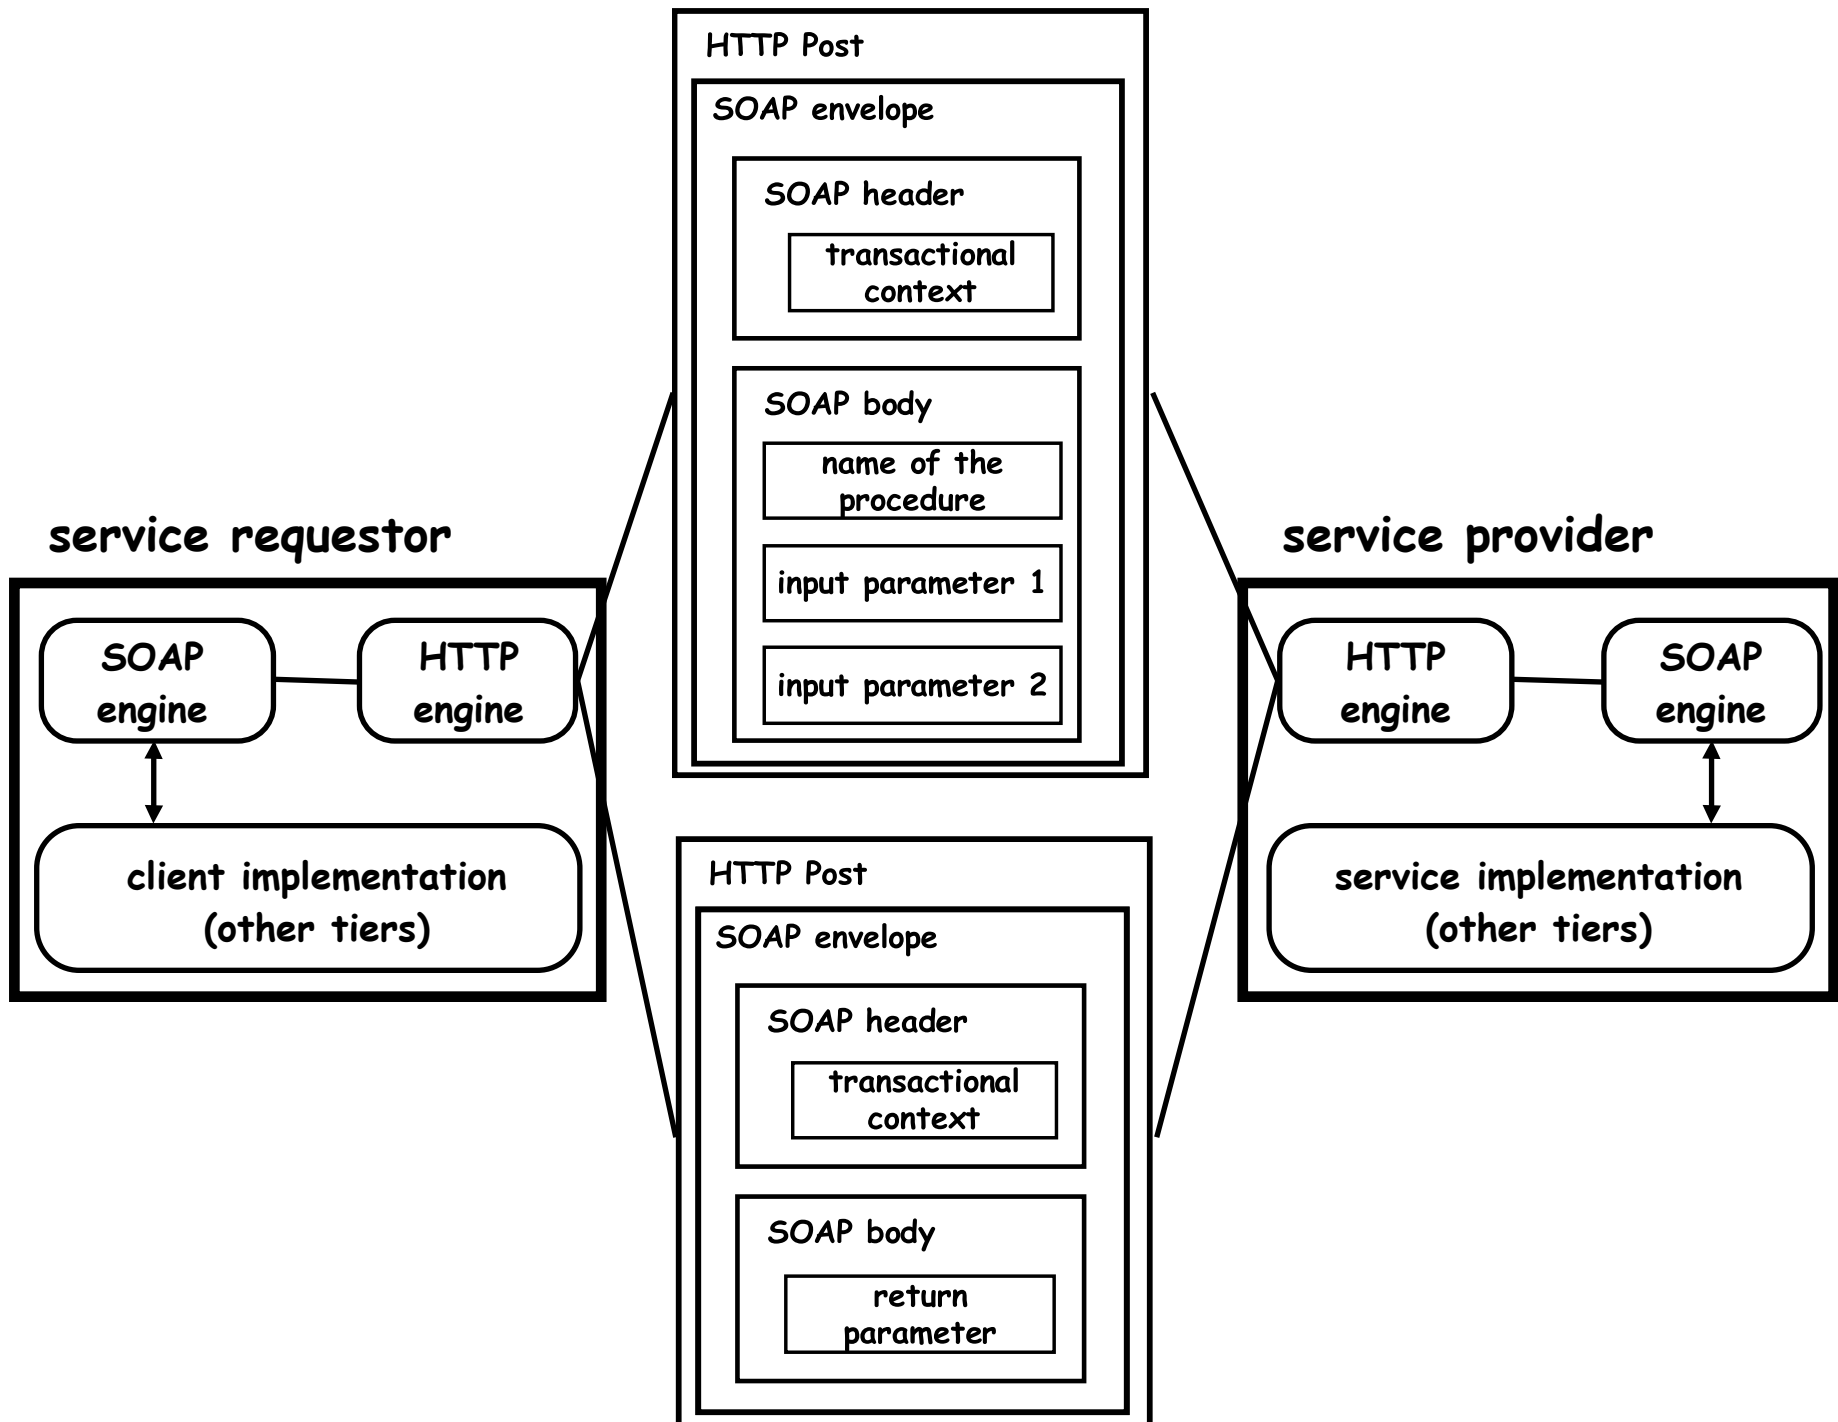 HTTP Post
SOAP envelope
SOAP header
transactional
context
SOAP body
name of the
procedure
input parameter 1
input parameter 2
service requestor
SOAP
engine
HTTP
engine
client implementation
(other tiers)
service provider
HTTP
engine
SOAP
engine
service implementation
(other tiers)
HTTP Post
SOAP envelope
SOAP header
transactional
context
SOAP body
return
parameter